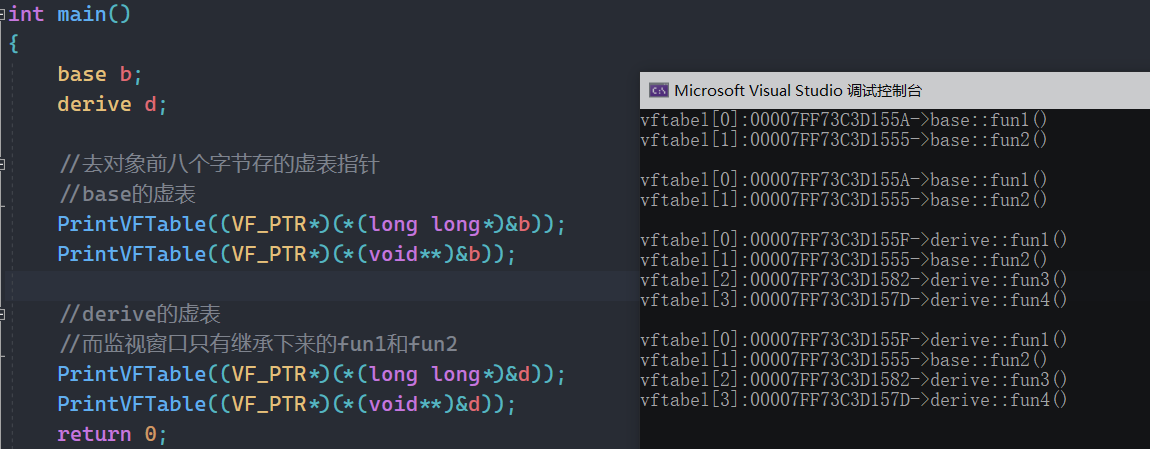 int main()
{
base b;
derive d;
//去对象前八个字节存的虚表指针
//base的虚表
PrintVFTable((VF_PTR*)(*(long long*)&b));
PrintVFTable((VF_PTR*)(*(void**)&b));
//derive的虚表
//而监视窗口只有继承下来的fun1和fun2
PrintVFTable((VF_PTR*)(*(long long*)&d));
PrintVFTable((VF_PTR*)(*(void**)&d));
return 0;
Microsoft Visual Studio 调试控制台
vftabel[0]:00007FF73C3D155A->base::fun1()
vftabel[1]:00007FF73C3D1555->base::fun2()
vftabel[0]:00007FF73C3D155A->base::fun1()
vftabel[1]:00007FF73C3D1555->base::fun2()
vftabel[0]:00007FF73C3D155F->derive::fun1()
vftabel[1]:00007FF73C3D1555->base::fun2()
vftabel[2]:00007FF73C3D1582->derive::fun3()
vftabel[3]:00007FF73C3D157D->derive::fun4()
vftabel[0]:00007FF73C3D155F->derive::fun1()
vftabel[1]:00007FF73C3D1555->base::fun2()
vftabel[2]:00007FF73C3D1582->derive::fun3()
vftabel[3]:00007FF73C3D157D->derive::fun4()